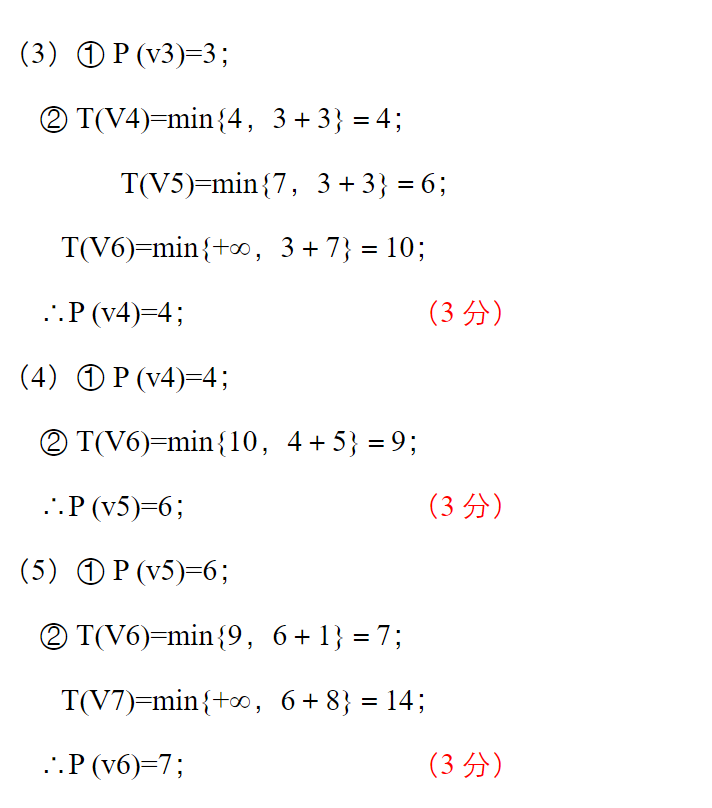 （3）① P (v3)=3；
② T(V4)=min{4，3 + 3} = 4；
T(V5)=min{7，3 + 3} = 6；
T(V6)=min{+∞，3 + 7} = 10；
∴P (v4)=4； （3 分）
（4）① P (v4)=4；
② T(V6)=min{10，4 + 5} = 9；
∴P (v5)=6； （3 分）
（5）① P (v5)=6；
② T(V6)=min{9，6 + 1} = 7；
T(V7)=min{+∞，6 + 8} = 14；
∴P (v6)=7； （3 分）